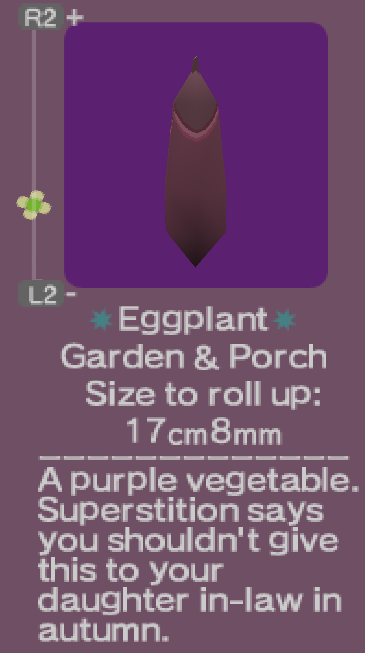 R2 +
L2 -
Eggplant
Garden & Porch
Size to roll up:
17cm8mm
A purple vegetable.
Superstition says
you shouldn't give
this to your
daughter in-law in
autumn.